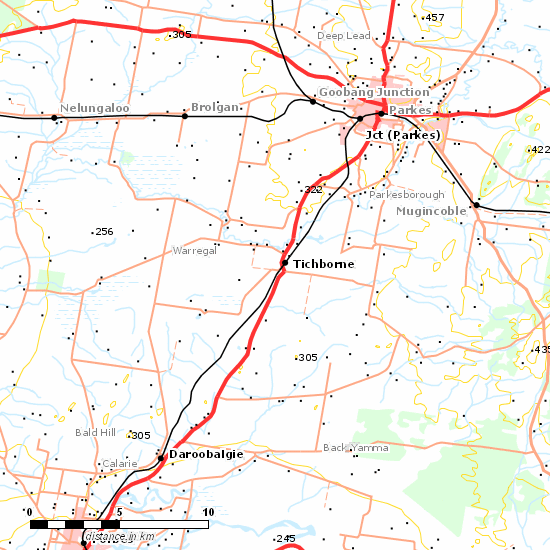 .457
.305
Deep Lead
Goobang Junction
Nelungaloo
Brolgan
Parkes
Jct (Parkes)
.422
.322
Parkesborough
Mugincoble
.256
Warregal
Tichborne
.305
.435
Bald Hill
.305
Back Yamma
Daroobalgie
Calarie
0 5 10
distance in km
.245